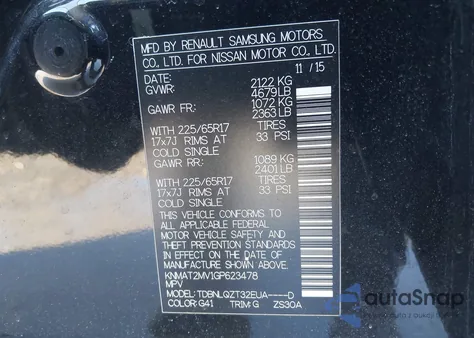 MFD BY RENAULT SAMSUNG MOTORS
CO., LTD. FOR NISSAN MOTOR CO., LTD.
DATE: 11/15
GVWR: 2122 KG
4679LB
GAWR FR: 1072 KG
2363LB
WITH 225/65R17 TIRES
17x7J RIMS AT 33 PSI
COLD SINGLE
GAWR RR: 1089 KG
2401LB
WITH 225/65R17 TIRES
17x7J RIMS AT 33 PSI
COLD SINGLE
THIS VEHICLE CONFORMS TO
ALL APPLICABLE FEDERAL
MOTOR VEHICLE SAFETY AND
THEFT PREVENTION STANDARDS
IN EFFECT ON THE DATE OF
MANUFACTURE SHOWN ABOVE
KNMAT2MV1GP623478
MPV
MODEL: TDBNLQZT32EUA----D
COLOR: G41 TRIM: G ZS30A
autoSnap